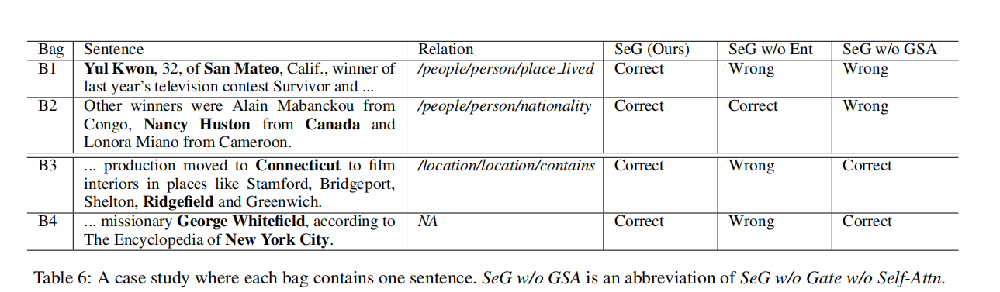 Bag Sentence Relation SeG (Ours) SeG w/o Ent SeG w/o GSA
B1 Yul Kwon, 32, of San Mateo, Calif., winner of /people/person/place_lived Correct Wrong Wrong
last year's television contest Survivor and ...
B2 Other winners were Alain Mabanckou from /people/person/nationality Correct Correct Wrong
Congo, Nancy Huston from Canada and
Lonora Miano from Cameroon.
B3 ... production moved to Connecticut to film /location/location/contains Correct Wrong Correct
interiors in places like Stamford, Bridgeport,
Shelton, Ridgefield and Greenwich.
B4 ... missionary George Whitefield, according to NA Correct Wrong Correct
The Encyclopedia of New York City.
Table 6: A case study where each bag contains one sentence. SeG w/o GSA is an abbreviation of SeG w/o Gate w/o Self-Attn.